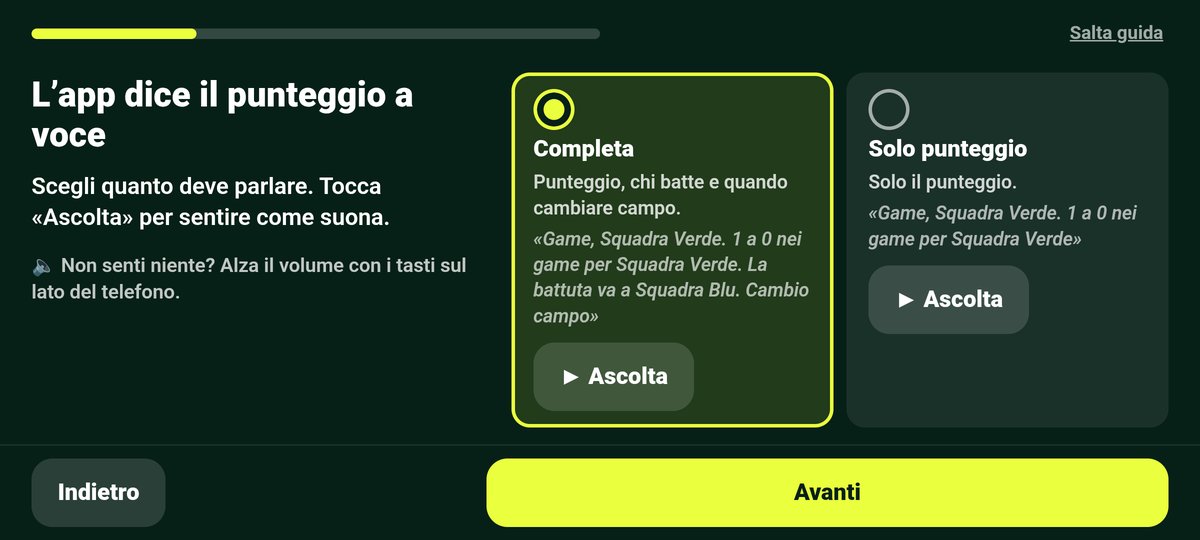 Salta guida
L’app dice il punteggio a
voce
Scegli quanto deve parlare. Tocca
«Ascolta» per sentire come suona.
🔈 Non senti niente? Alza il volume con i tasti sul
lato del telefono.
Completa
Punteggio, chi batte e quando
cambiare campo.
«Game, Squadra Verde. 1 a 0 nei
game per Squadra Verde. La
battuta va a Squadra Blu. Cambio
campo»
► Ascolta
Solo punteggio
Solo il punteggio.
«Game, Squadra Verde. 1 a 0 nei
game per Squadra Verde»
► Ascolta
Indietro
Avanti